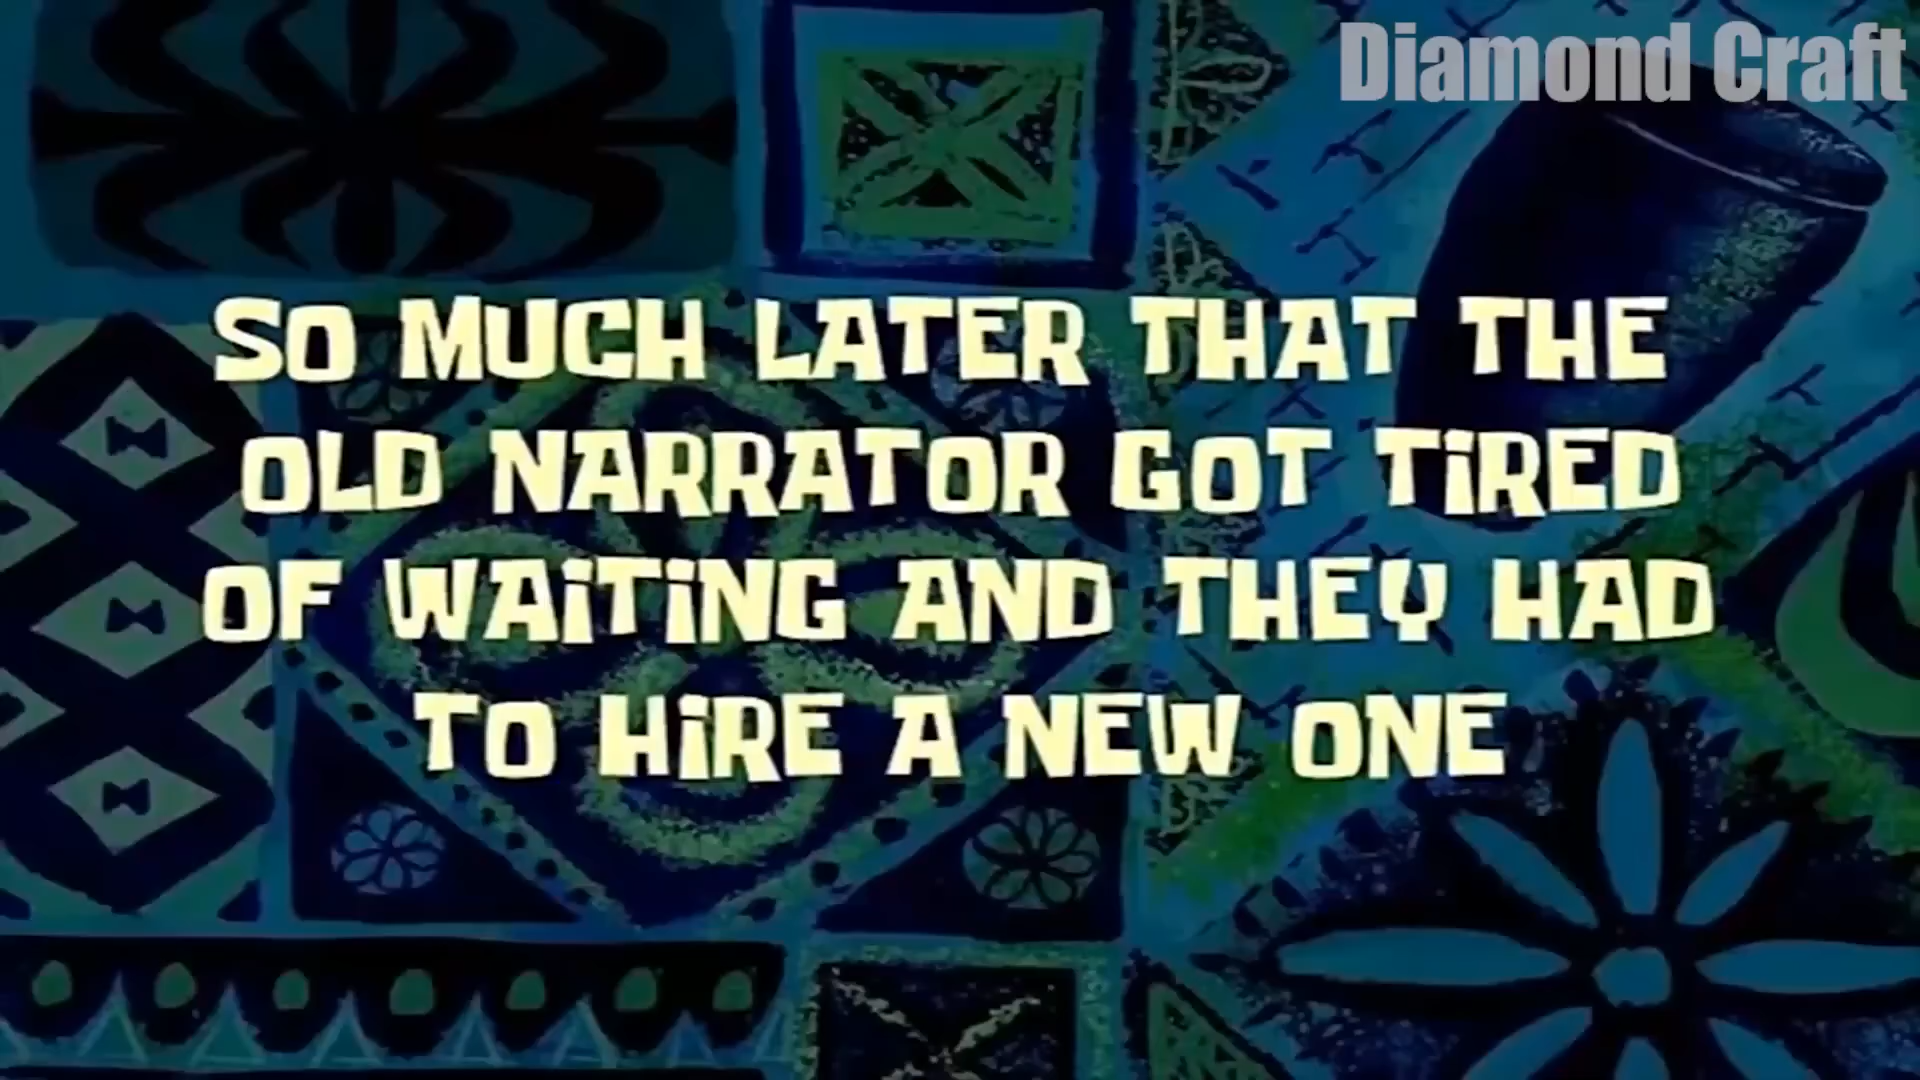 Diamond Craft
SO MUCH LATER THAT THE
OLD NARRATOR GOT TIRED
OF WAITING AND THEY HAD
TO HIRE A NEW ONE